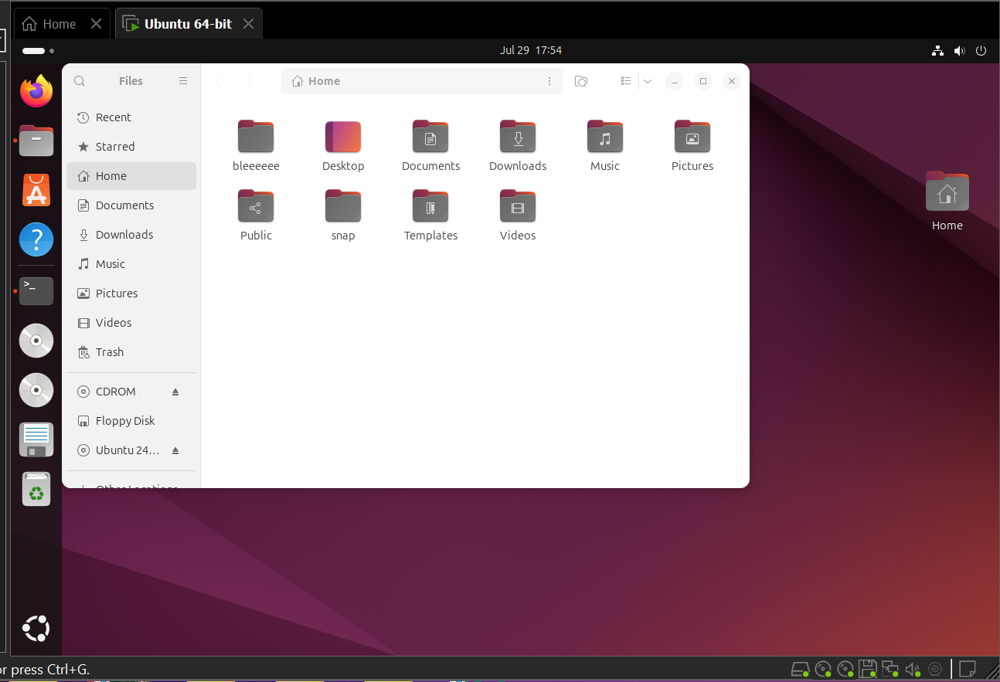 Home
Ubuntu 64-bit
Jul 29 17:54
Files
Home
Recent
Starred
Home
Documents
Downloads
Music
Pictures
Videos
Trash
CDROM
Floppy Disk
Ubuntu 24...
Other Locations
bleeeeee
Desktop
Documents
Downloads
Music
Pictures
Public
snap
Templates
Videos
Home
>_
?
or press Ctrl+G.